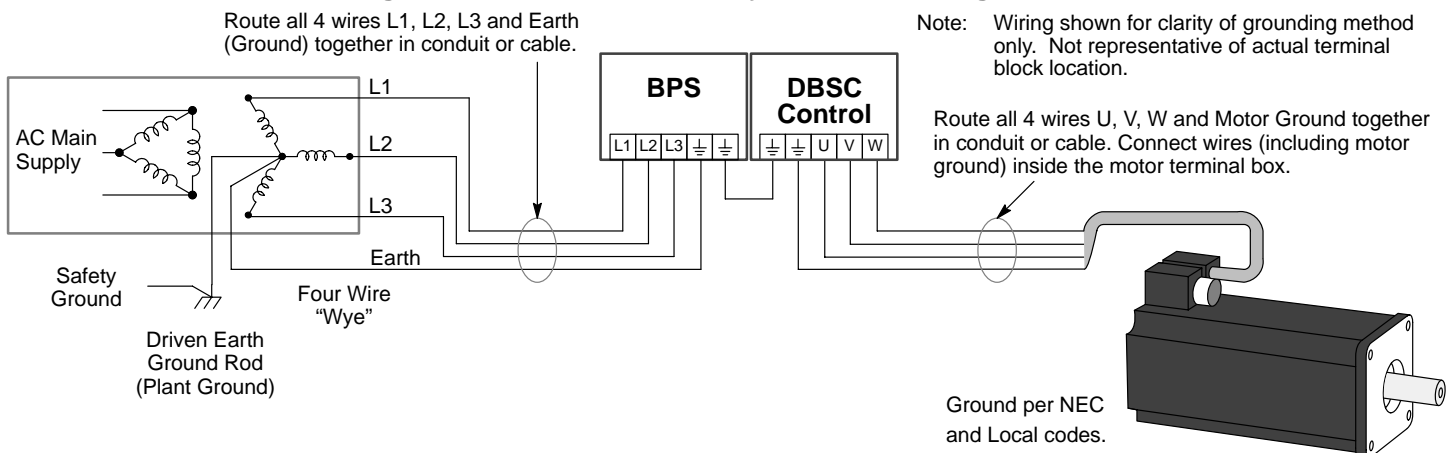 Route all 4 wires L1, L2, L3 and Earth
(Ground) together in conduit or cable.
Note: Wiring shown for clarity of grounding method
only. Not representative of actual terminal
block location.
BPS
DBSC
Control
L1 L2 L3
U V W
Route all 4 wires U, V, W and Motor Ground together
in conduit or cable. Connect wires (including motor
ground) inside the motor terminal box.
AC Main
Supply
L1
L2
L3
Earth
Safety
Ground
Four Wire
“Wye”
Driven Earth
Ground Rod
(Plant Ground)
Ground per NEC
and Local codes.